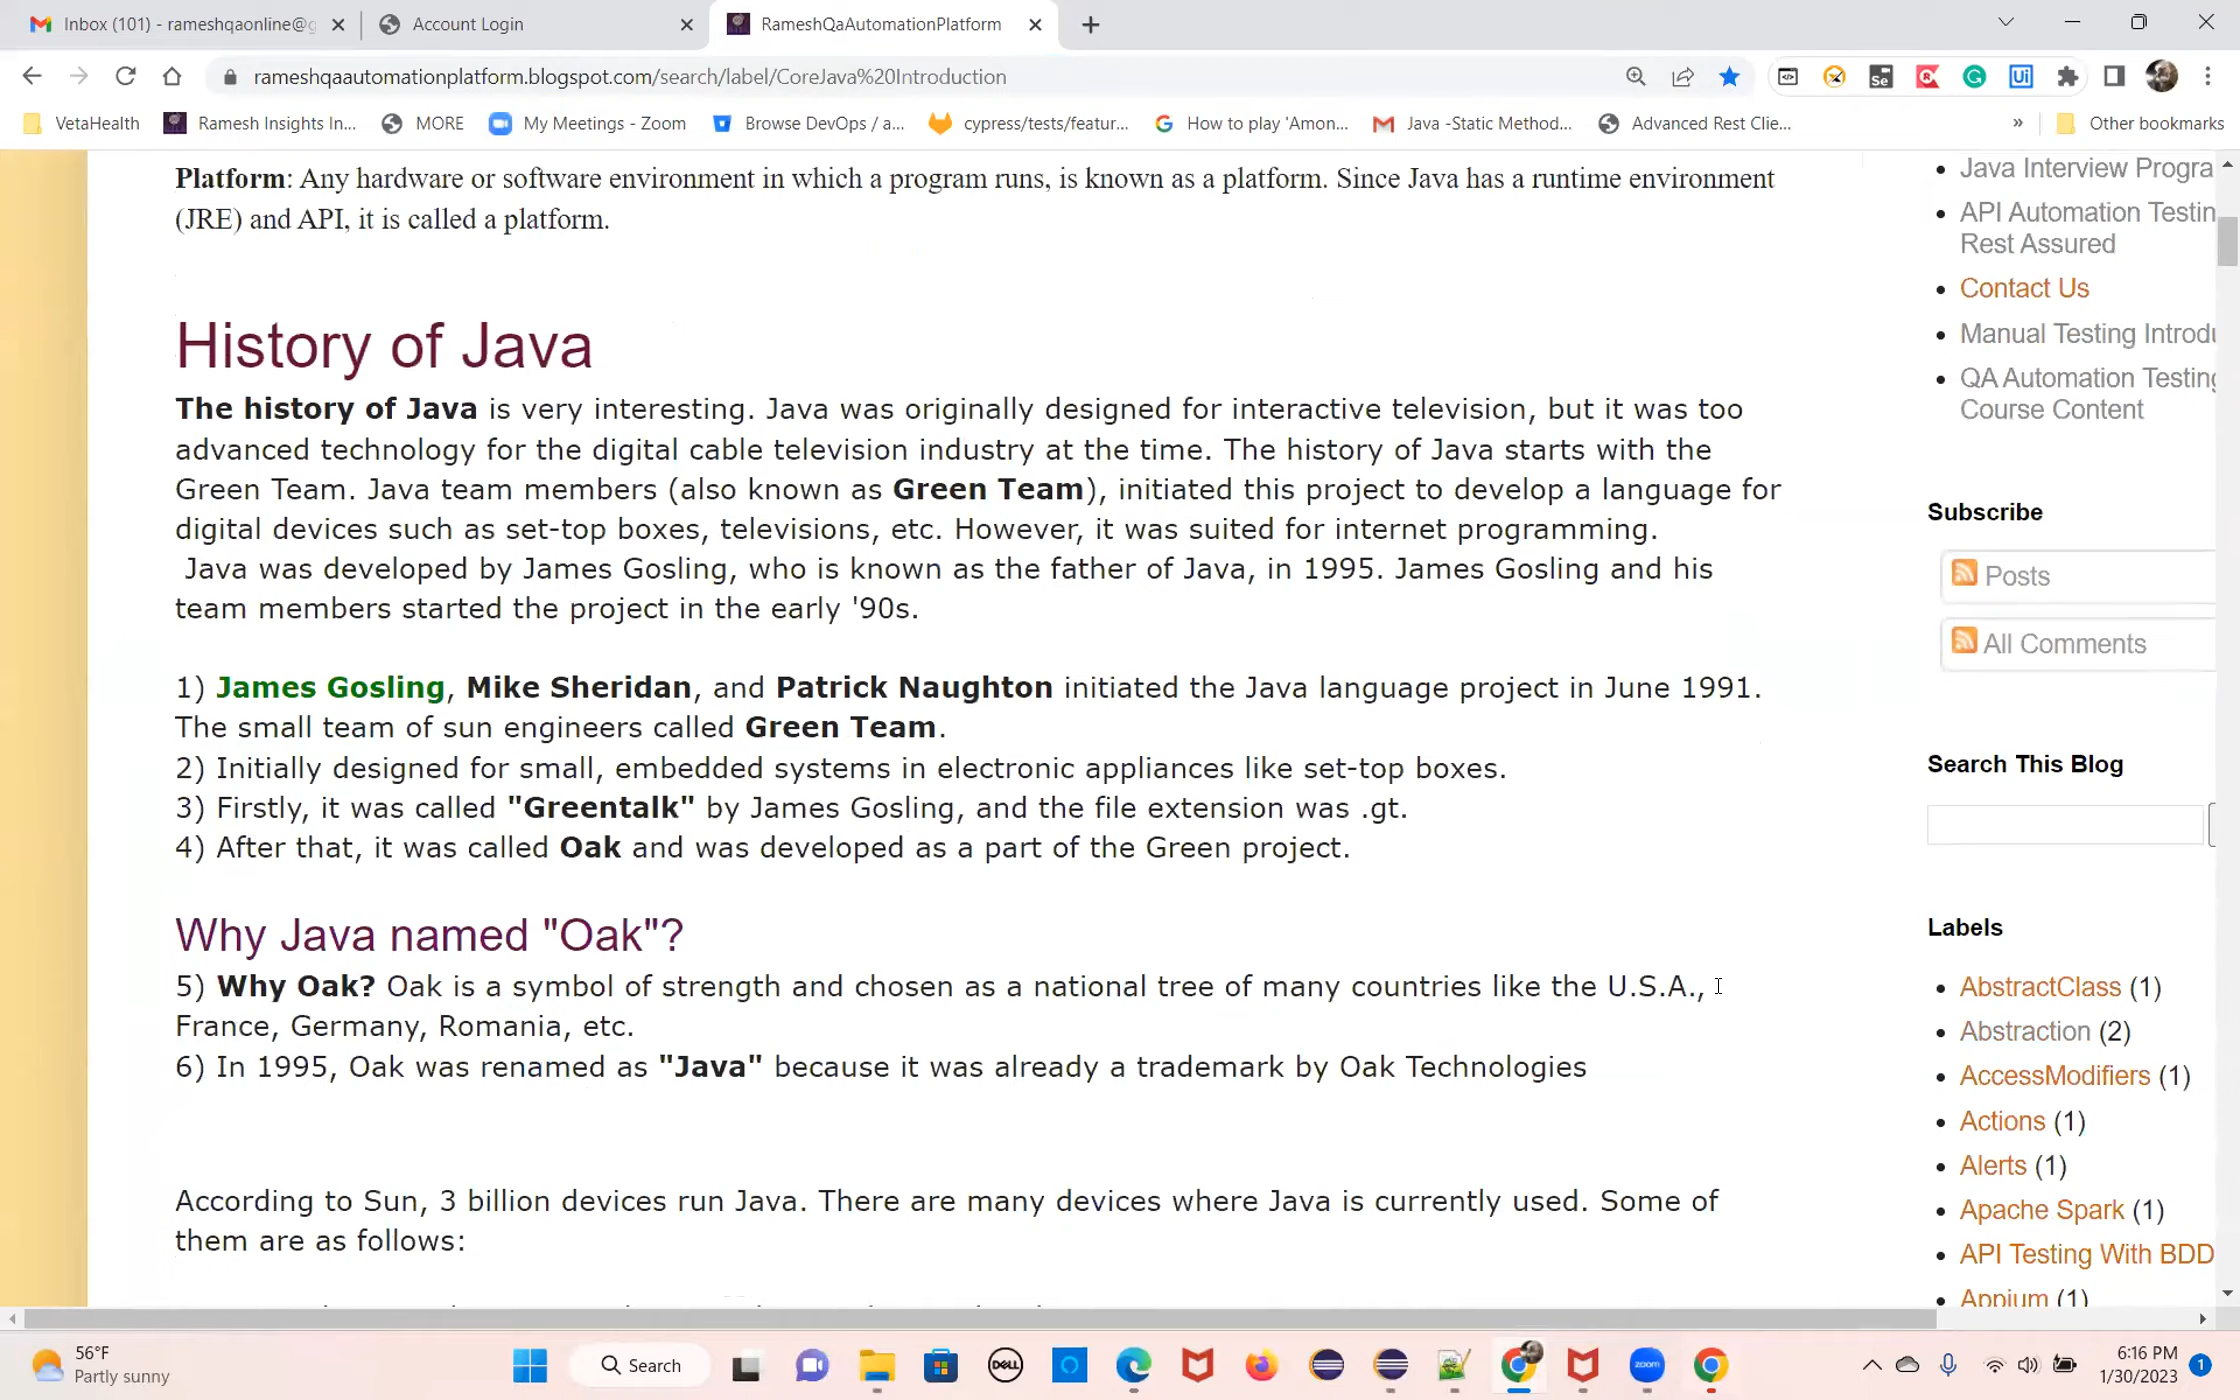 Inbox (101) - rameshqaonline@g
Account Login
RameshQaAutomationPlatform
rameshqaautomationplatform.blogspot.com/search/label/CoreJava%20Introduction
VetaHealth
Ramesh Insights In...
MORE
My Meetings - Zoom
Browse DevOps / a...
cypress/tests/featur...
How to play 'Amon...
Java -Static Method...
Advanced Rest Clie...
»
Other bookmarks
Platform: Any hardware or software environment in which a program runs, is known as a platform. Since Java has a runtime environment
(JRE) and API, it is called a platform.
History of Java
The history of Java is very interesting. Java was originally designed for interactive television, but it was too
advanced technology for the digital cable television industry at the time. The history of Java starts with the
Green Team. Java team members (also known as Green Team), initiated this project to develop a language for
digital devices such as set-top boxes, televisions, etc. However, it was suited for internet programming.
Java was developed by James Gosling, who is known as the father of Java, in 1995. James Gosling and his
team members started the project in the early '90s.
1) James Gosling, Mike Sheridan, and Patrick Naughton initiated the Java language project in June 1991.
The small team of sun engineers called Green Team.
2) Initially designed for small, embedded systems in electronic appliances like set-top boxes.
3) Firstly, it was called "Greentalk" by James Gosling, and the file extension was .gt.
4) After that, it was called Oak and was developed as a part of the Green project.
Why Java named "Oak"?
5) Why Oak? Oak is a symbol of strength and chosen as a national tree of many countries like the U.S.A.,
France, Germany, Romania, etc.
6) In 1995, Oak was renamed as "Java" because it was already a trademark by Oak Technologies
According to Sun, 3 billion devices run Java. There are many devices where Java is currently used. Some of
them are as follows:
Java Interview Progra
API Automation Testin
Rest Assured
Contact Us
Manual Testing Introdu
QA Automation Testing
Course Content
Subscribe
Posts
All Comments
Search This Blog
Labels
AbstractClass (1)
Abstraction (2)
AccessModifiers (1)
Actions (1)
Alerts (1)
Apache Spark (1)
API Testing With BDD
Appium (1)
56°F
Partly sunny
Search
DELL
zoom
6:16 PM
1/30/2023
1